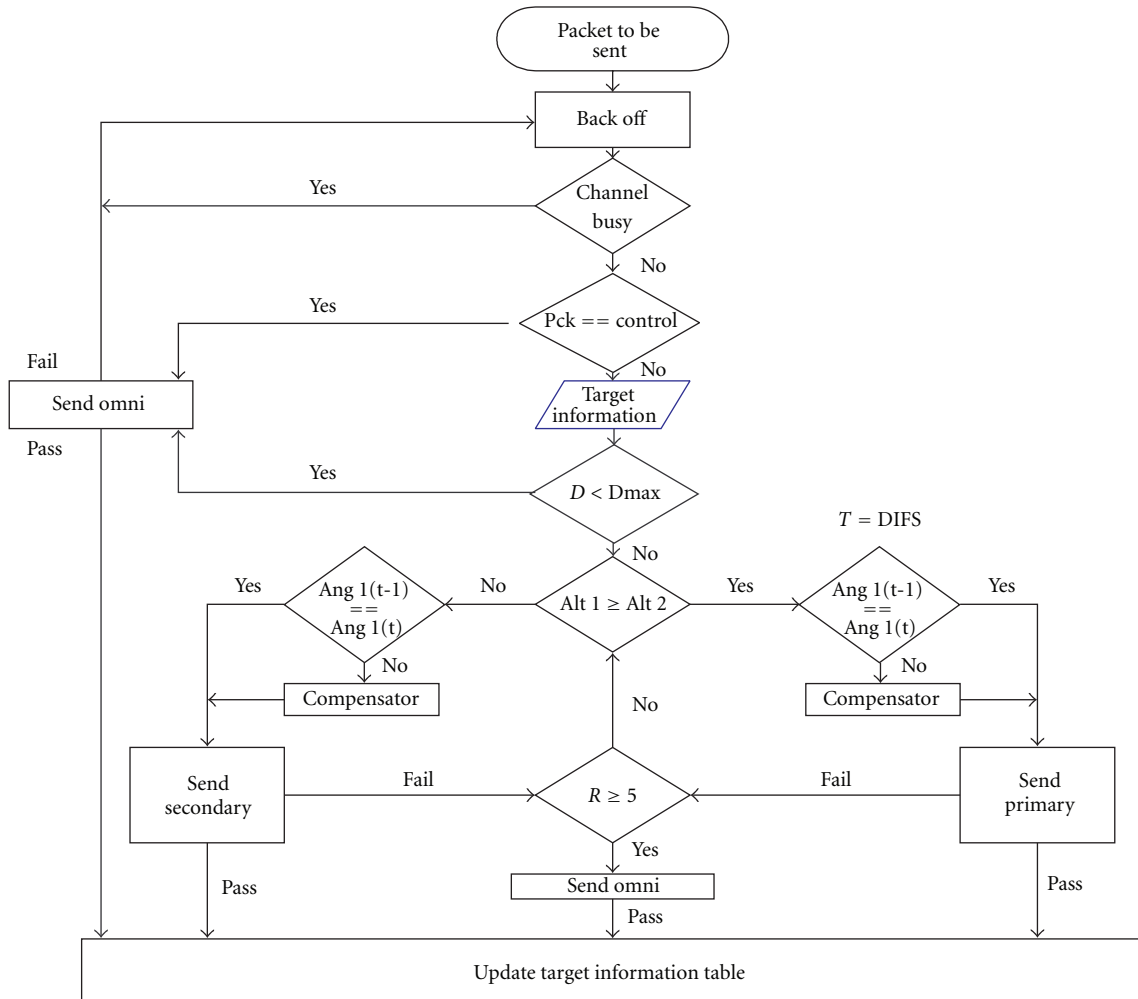 Packet to be
sent
Back off
Yes
Channel
busy
No
Yes
Pck == control
Fail
No
Send omni
Target
information
Pass
Yes
D < Dmax
T = DIFS
No
Yes
Ang 1(t-1)
==
Ang 1(t)
No
Alt 1 ≥ Alt 2
Yes
Ang 1(t-1)
==
Ang 1(t)
Yes
No
No
Compensator
No
Compensator
Send
secondary
Fail
R ≥ 5
Fail
Send
primary
Yes
Pass
Send omni
Pass
Pass
Update target information table